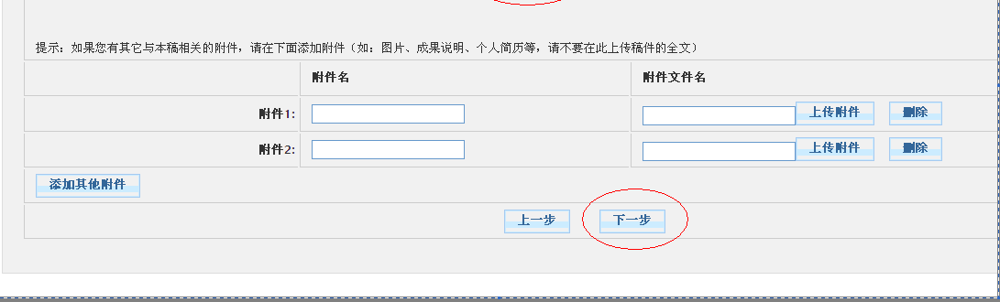 提示：如果您有其它与本稿相关的附件，请在下面添加附件（如：图片、成果说明、个人简历等，请不要在此上传稿件的全文）
附件名 附件文件名
附件1: 上传附件 删除
附件2: 上传附件 删除
添加其他附件
上一步 下一步